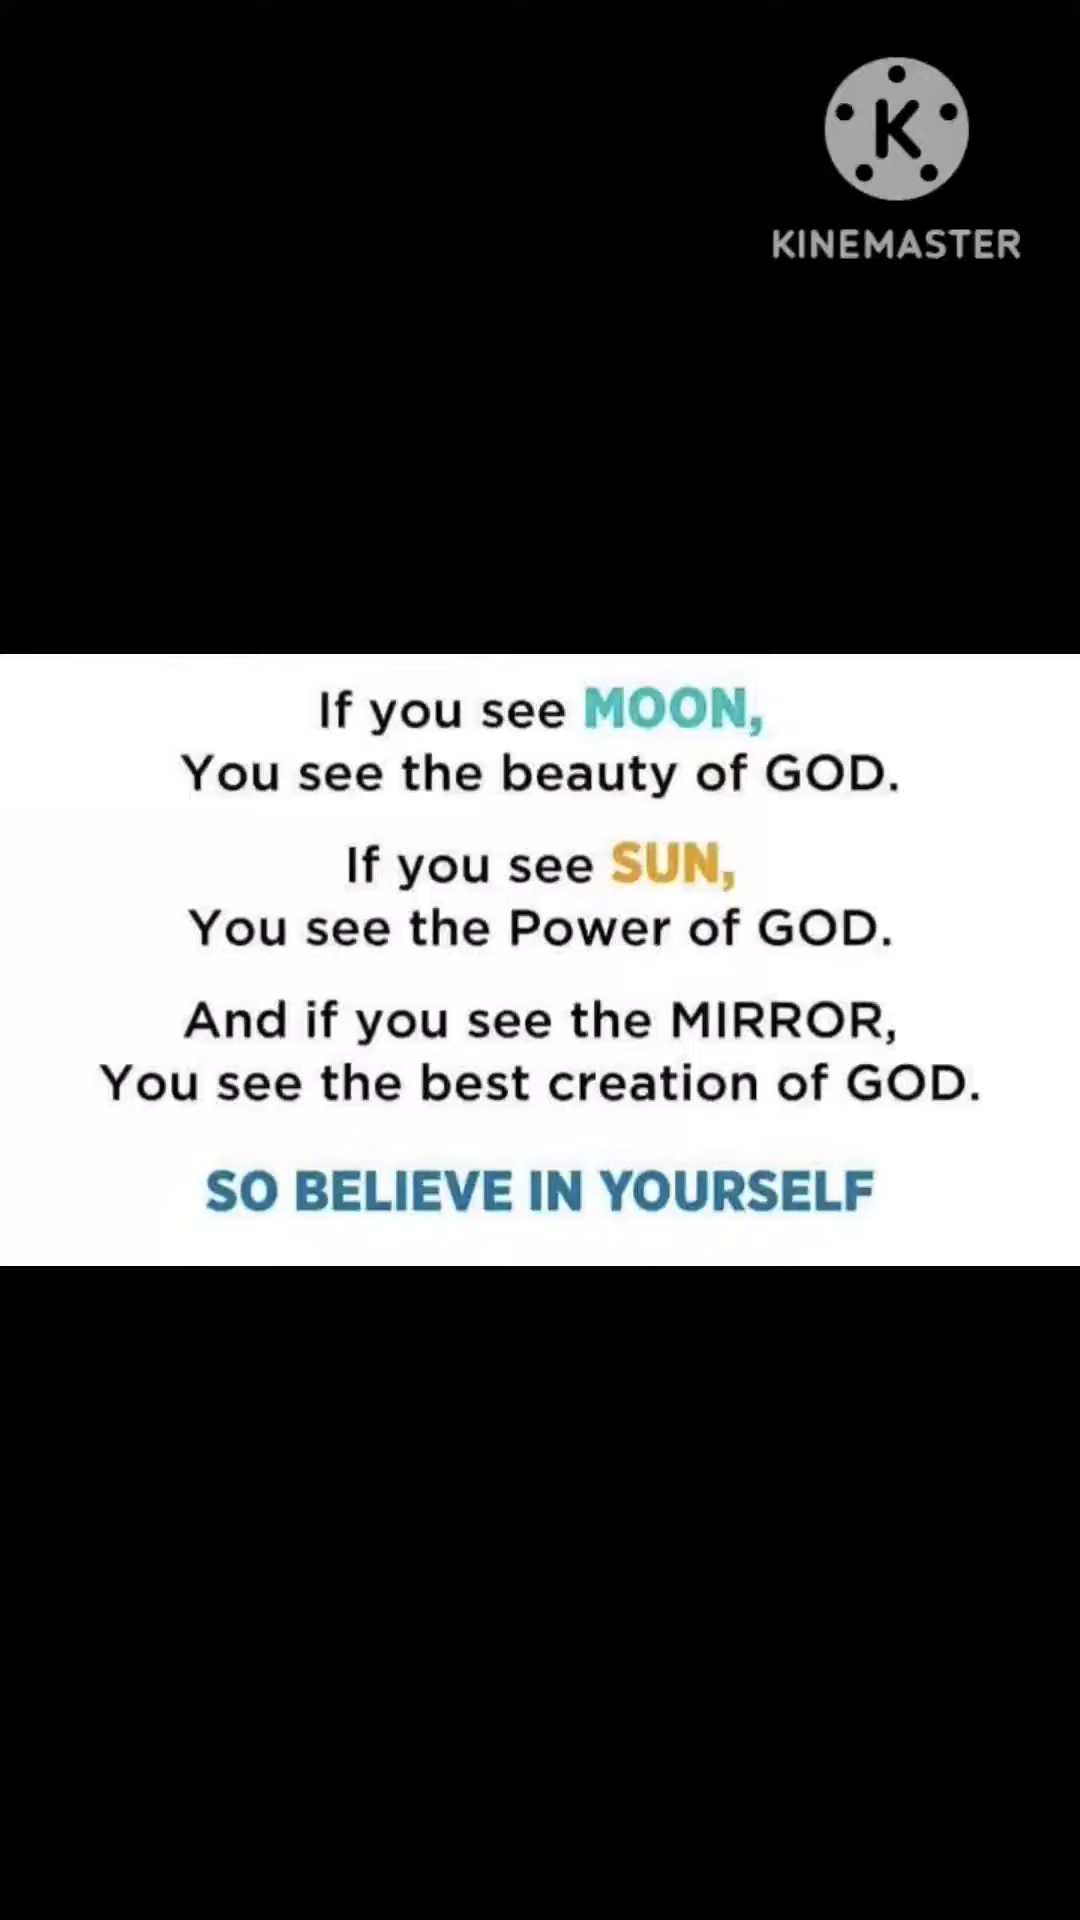 KINEMASTER
If you see MOON,
You see the beauty of GOD.
If you see SUN,
You see the Power of GOD.
And if you see the MIRROR,
You see the best creation of GOD.
SO BELIEVE IN YOURSELF